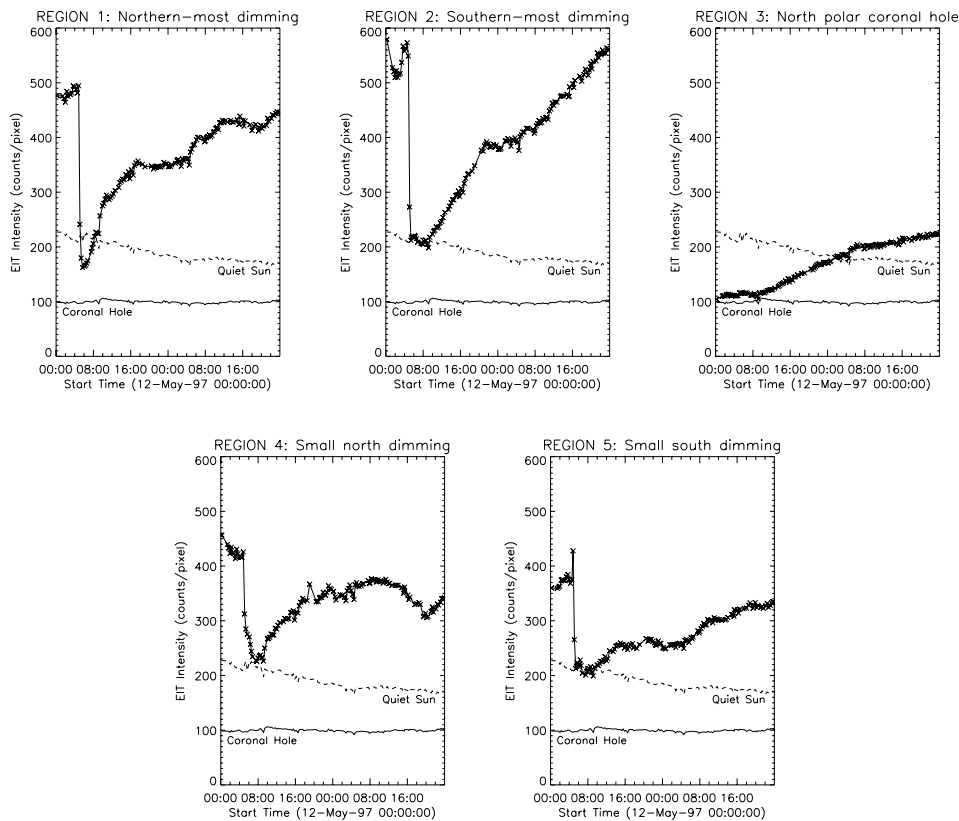 REGION 1: Northern-most dimming
600
500
400
300
200
100
0
EIT Intensity (counts/pixel)
Quiet Sun
Coronal Hole
00:00 08:00 16:00 00:00 08:00 16:00
Start Time (12-May-97 00:00:00)
REGION 2: Southern-most dimming
600
500
400
300
200
100
0
EIT Intensity (counts/pixel)
Quiet Sun
Coronal Hole
00:00 08:00 16:00 00:00 08:00 16:00
Start Time (12-May-97 00:00:00)
REGION 3: North polar coronal hole
600
500
400
300
200
100
0
EIT Intensity (counts/pixel)
Quiet Sun
Coronal Hole
00:00 08:00 16:00 00:00 08:00 16:00
Start Time (12-May-97 00:00:00)
REGION 4: Small north dimming
600
500
400
300
200
100
0
EIT Intensity (counts/pixel)
Quiet Sun
Coronal Hole
00:00 08:00 16:00 00:00 08:00 16:00
Start Time (12-May-97 00:00:00)
REGION 5: Small south dimming
600
500
400
300
200
100
0
EIT Intensity (counts/pixel)
Quiet Sun
Coronal Hole
00:00 08:00 16:00 00:00 08:00 16:00
Start Time (12-May-97 00:00:00)